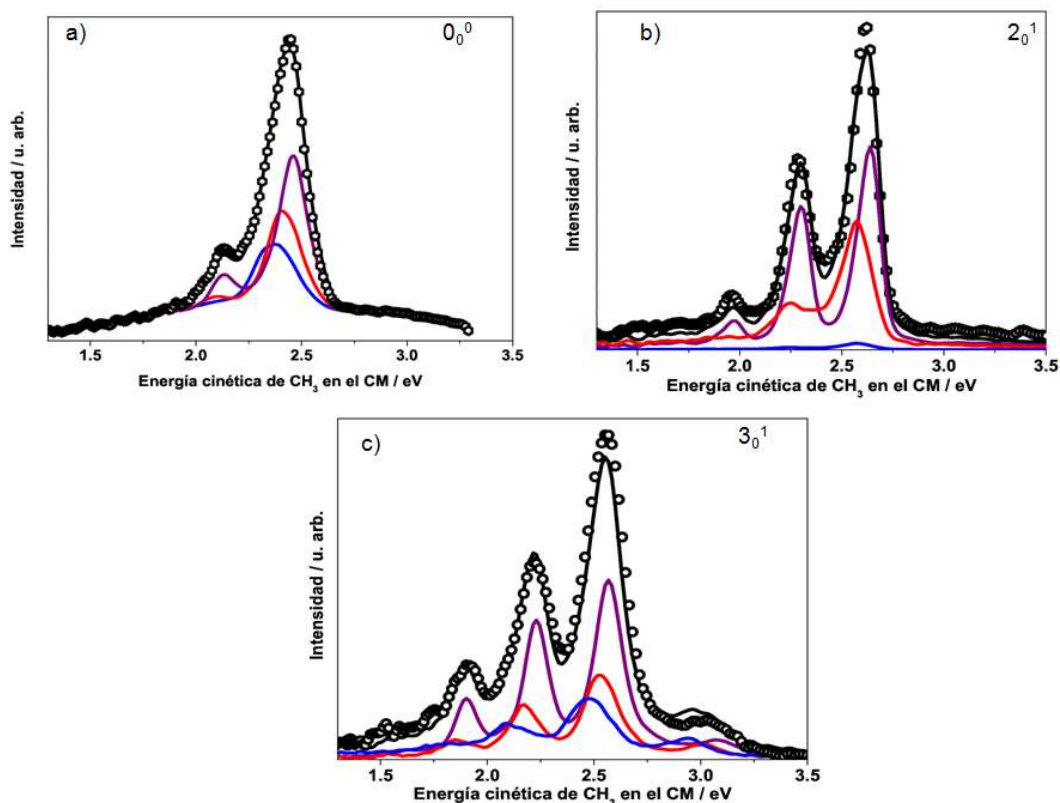 a)
0₀⁰
Intensidad / u. arb.
1.5 2.0 2.5 3.0 3.5
Energía cinética de CH₃ en el CM / eV
b)
2₀¹
Intensidad / u. arb.
1.5 2.0 2.5 3.0 3.5
Energía cinética de CH₃ en el CM / eV
c)
3₀¹
Intensidad / u. arb.
1.5 2.0 2.5 3.0 3.5
Energía cinética de CH₃ en el CM / eV